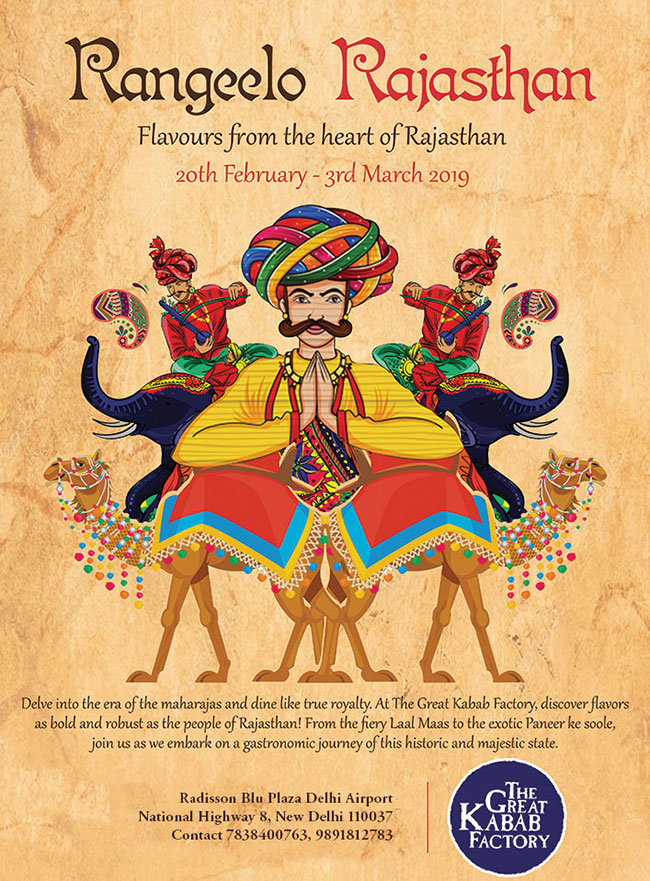 Rangeelo Rajasthan
Flavours from the heart of Rajasthan
20th February - 3rd March 2019
Delve into the era of the maharajas and dine like true royalty. At The Great Kabab Factory, discover flavors
as bold and robust as the people of Rajasthan! From the fiery Laal Maas to the exotic Paneer ke soole,
join us as we embark on a gastronomic journey of this historic and majestic state.
Radisson Blu Plaza Delhi Airport
National Highway 8, New Delhi 110037
Contact 7838400763, 9891812783
THE
GREAT
KABAB
FACTORY